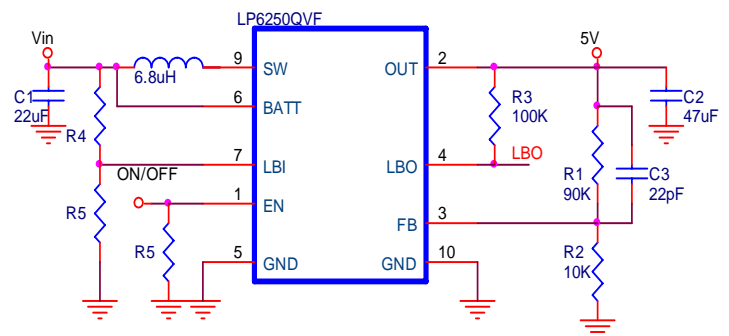 LP6250QVF
Vin
5V
6.8uH
9
SW
OUT
2
C1
22uF
R4
6
BATT
R3
100K
C2
47uF
7
LBI
LBO
4
LBO
ON/OFF
R1
90K
C3
22pF
1
EN
R5
R5
FB
3
5
GND
GND
10
R2
10K